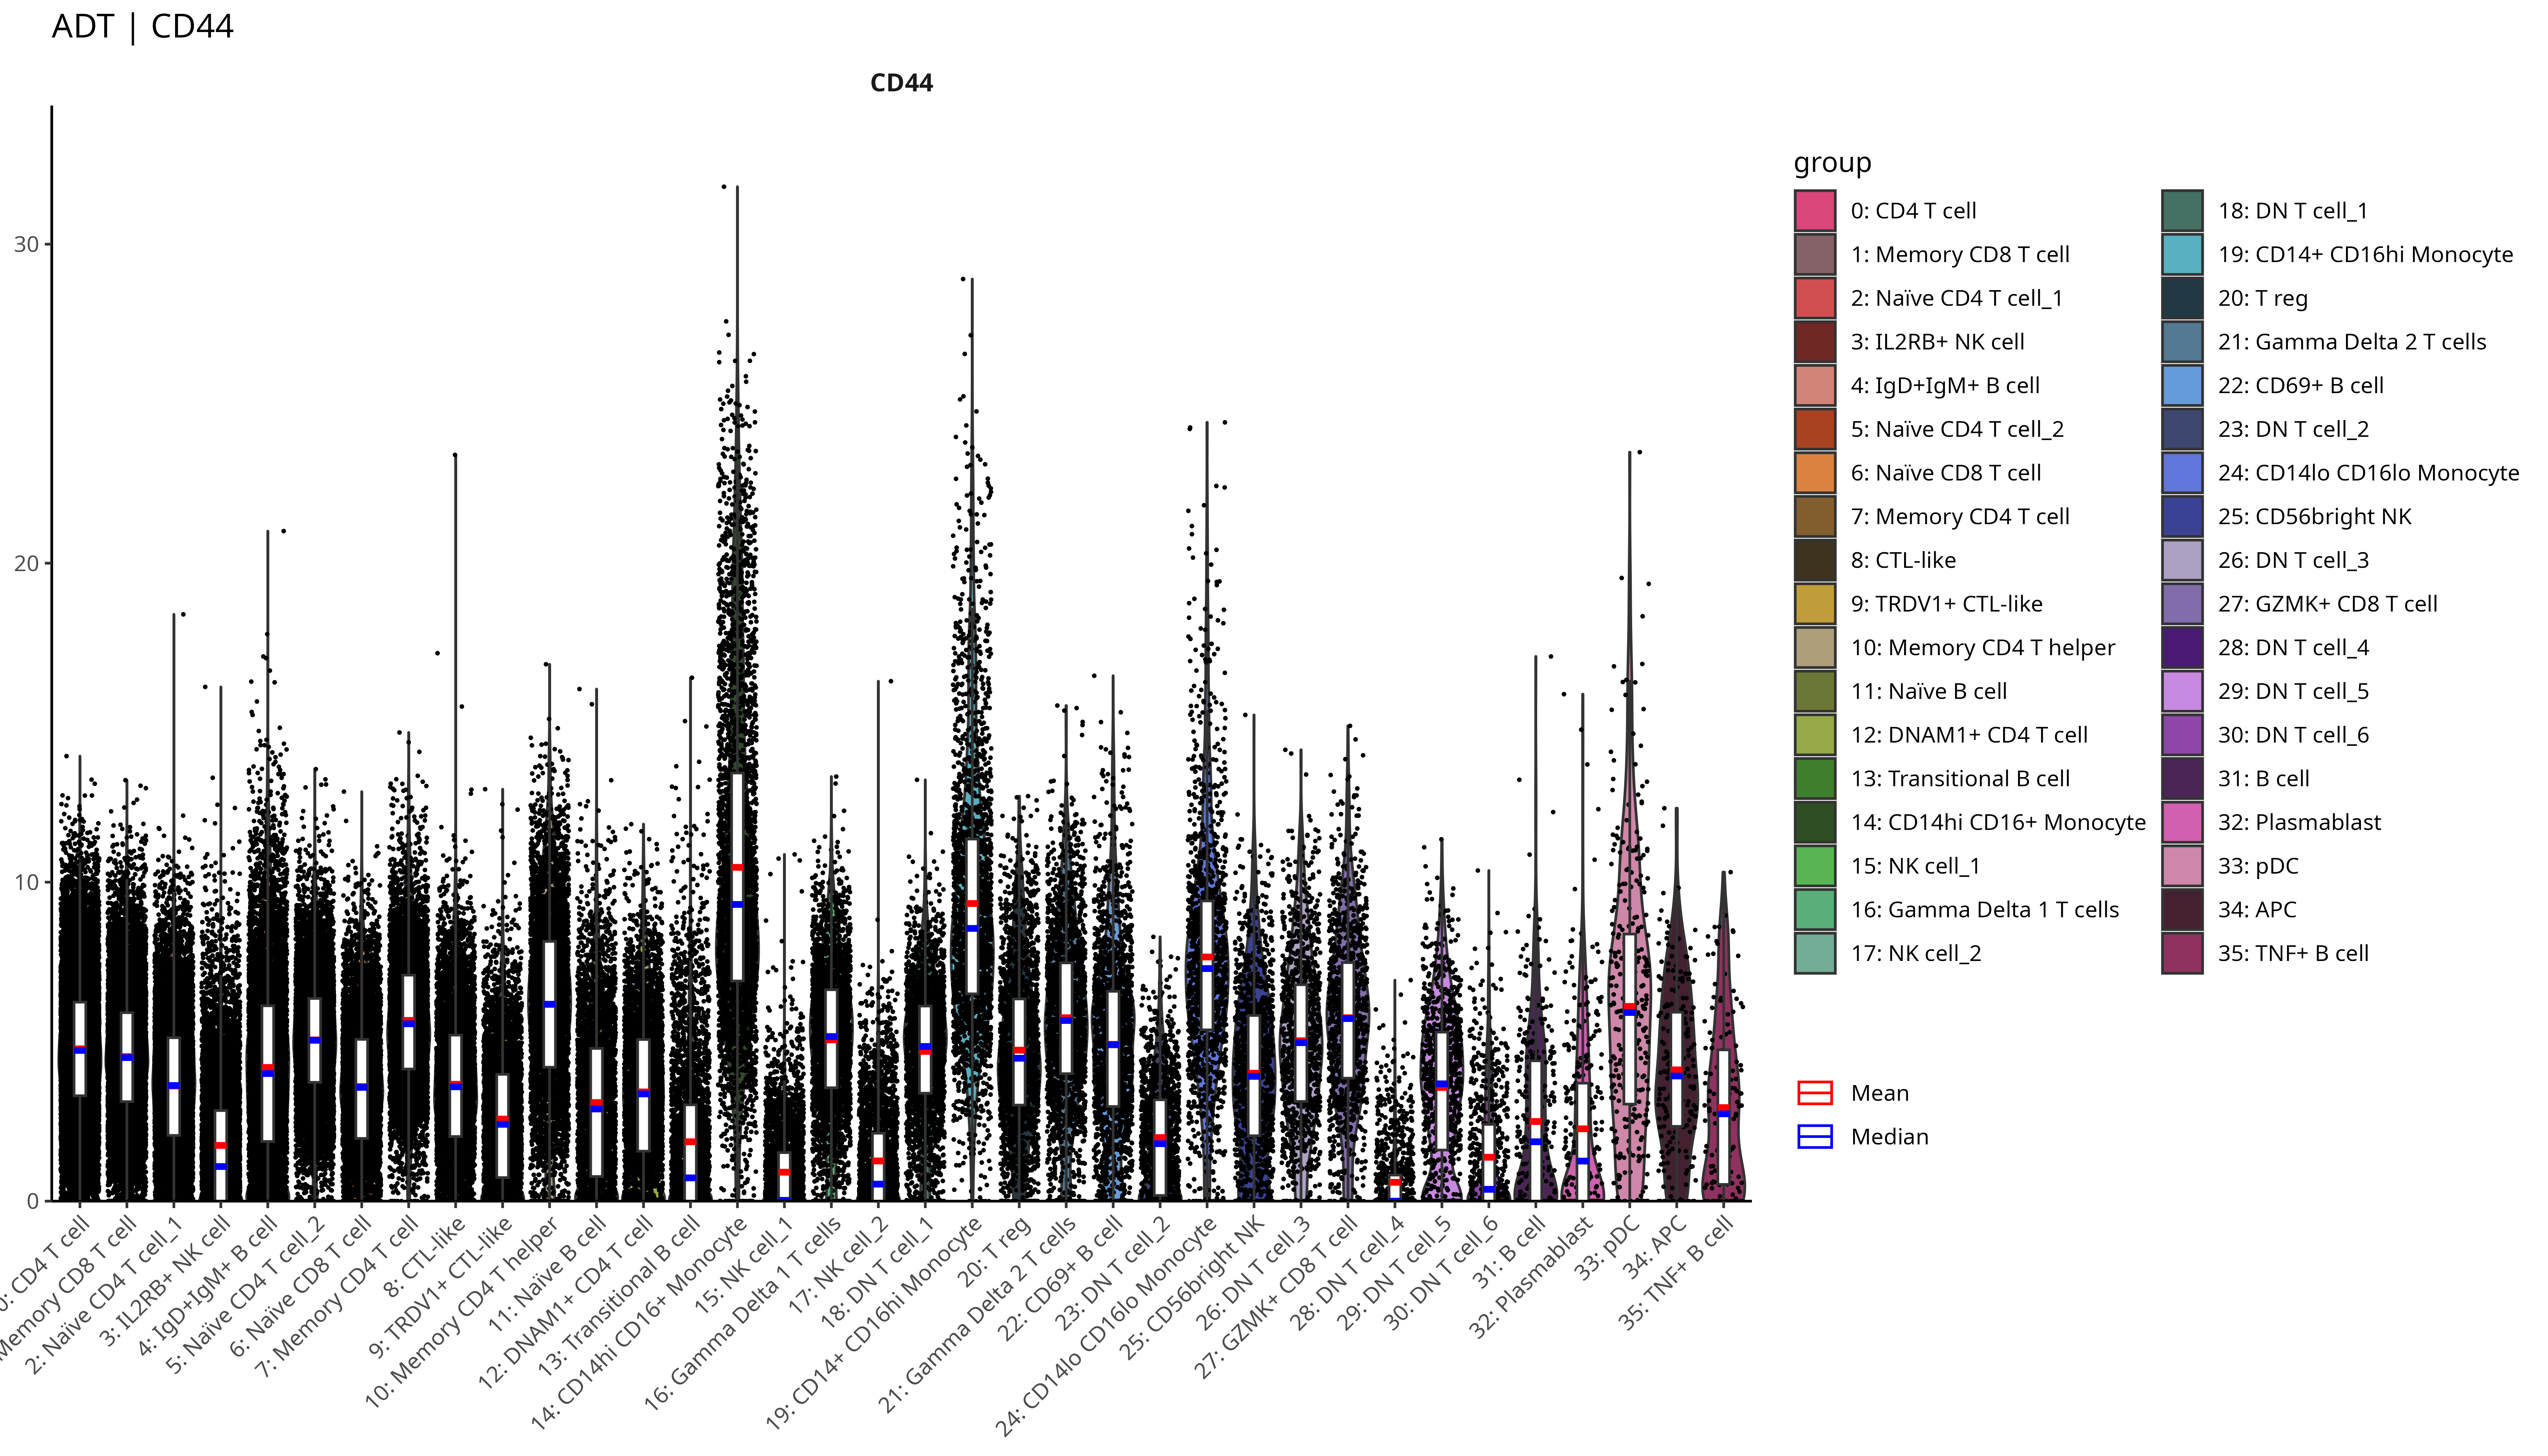 ADT | CD44
CD44
30
20
10
0
0: CD4 T cell
Memory CD8 T cell
2: Naïve CD4 T cell_1
3: IL2RB+ NK cell
4: IgD+IgM+ B cell
5: Naïve CD4 T cell_2
6: Naïve CD8 T cell
7: Memory CD4 T cell
8: CTL-like
9: TRDV1+ CTL-like
10: Memory CD4 T helper
11: Naïve B cell
12: DNAM1+ CD4 T cell
13: Transitional B cell
14: CD14hi CD16+ Monocyte
15: NK cell_1
16: Gamma Delta 1 T cells
17: NK cell_2
18: DN T cell_1
19: CD14+ CD16hi Monocyte
20: T reg
21: Gamma Delta 2 T cells
22: CD69+ B cell
23: DN T cell_2
24: CD14lo CD16lo Monocyte
25: CD56bright NK
26: DN T cell_3
27: GZMK+ CD8 T cell
28: DN T cell_4
29: DN T cell_5
30: DN T cell_6
31: B cell
32: Plasmablast
33: pDC
34: APC
35: TNF+ B cell
group
0: CD4 T cell
1: Memory CD8 T cell
2: Naïve CD4 T cell_1
3: IL2RB+ NK cell
4: IgD+IgM+ B cell
5: Naïve CD4 T cell_2
6: Naïve CD8 T cell
7: Memory CD4 T cell
8: CTL-like
9: TRDV1+ CTL-like
10: Memory CD4 T helper
11: Naïve B cell
12: DNAM1+ CD4 T cell
13: Transitional B cell
14: CD14hi CD16+ Monocyte
15: NK cell_1
16: Gamma Delta 1 T cells
17: NK cell_2
18: DN T cell_1
19: CD14+ CD16hi Monocyte
20: T reg
21: Gamma Delta 2 T cells
22: CD69+ B cell
23: DN T cell_2
24: CD14lo CD16lo Monocyte
25: CD56bright NK
26: DN T cell_3
27: GZMK+ CD8 T cell
28: DN T cell_4
29: DN T cell_5
30: DN T cell_6
31: B cell
32: Plasmablast
33: pDC
34: APC
35: TNF+ B cell
Mean
Median